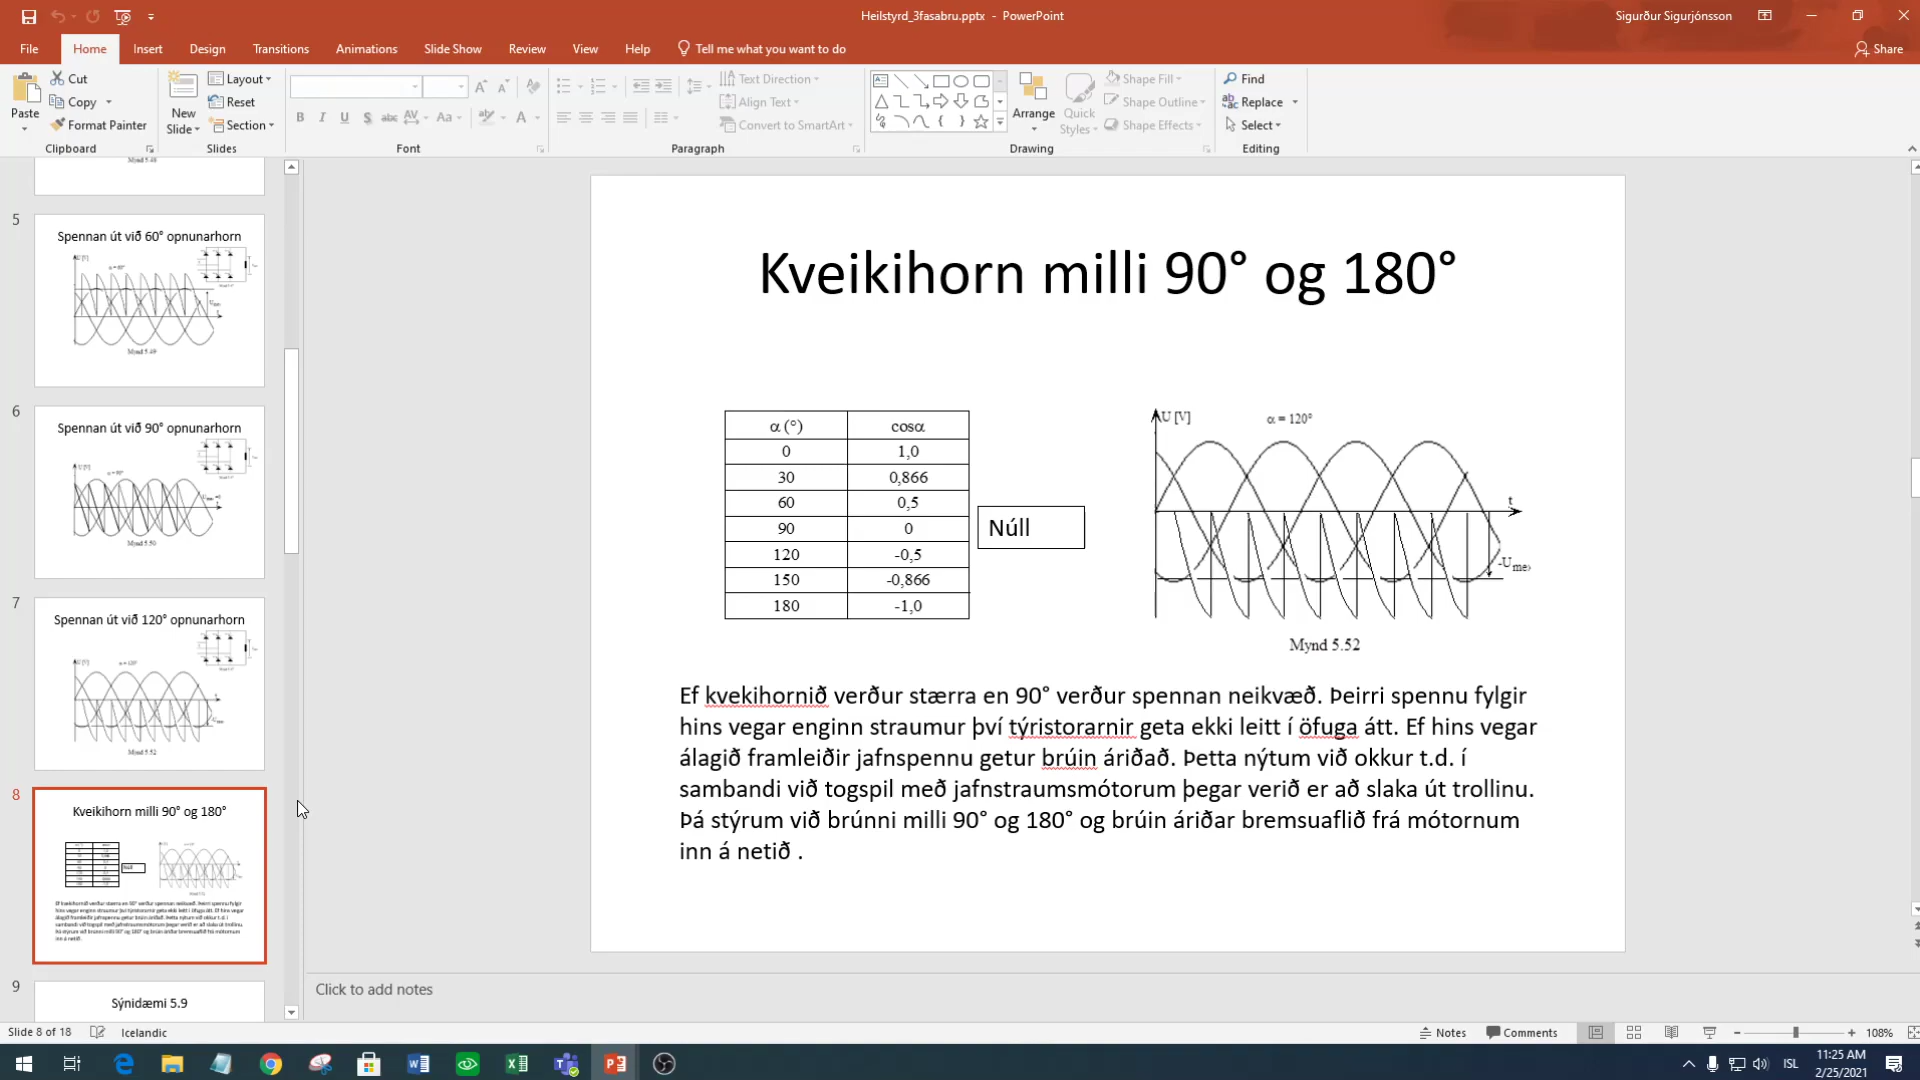 Heilstyrd_3fasabru.pptx - PowerPoint
Sigurður Sigurjónsson
File Home Insert Design Transitions Animations Slide Show Review View Help Tell me what you want to do
Share
Paste
Cut
Copy
Format Painter
Clipboard
New Slide
Layout
Reset
Section
Slides
Font
Text Direction
Align Text
Convert to SmartArt
Paragraph
Arrange
Quick Styles
Shape Fill
Shape Outline
Shape Effects
Drawing
Find
Replace
Select
Editing
5
Spennan út við 60° opnunarhorn
Mynd 5.49
6
Spennan út við 90° opnunarhorn
Mynd 5.50
7
Spennan út við 120° opnunarhorn
Mynd 5.52
8
Kveikihorn milli 90° og 180°
9
Sýnidæmi 5.9
Kveikihorn milli 90° og 180°
α (°) cosα
0 1,0
30 0,866
60 0,5
90 0
120 -0,5
150 -0,866
180 -1,0
Núll
U [V]
α = 120°
t
Mynd 5.52
Ef kvekihornið verður stærra en 90° verður spennan neikvæð. Þeirri spennu fylgir
hins vegar enginn straumur því týristorarnir geta ekki leitt í öfuga átt. Ef hins vegar
álagið framleiðir jafnspennu getur brúin áriðað. Þetta nýtum við okkur t.d. í
sambandi við togspil með jafnstraumsmótorum þegar verið er að slaka út trollinu.
Þá stýrum við brúnni milli 90° og 180° og brúin áriðar bremsuaflið frá mótornum
inn á netið .
Click to add notes
Slide 8 of 18
Icelandic
Notes
Comments
108%
ISL
11:25 AM
2/25/2021